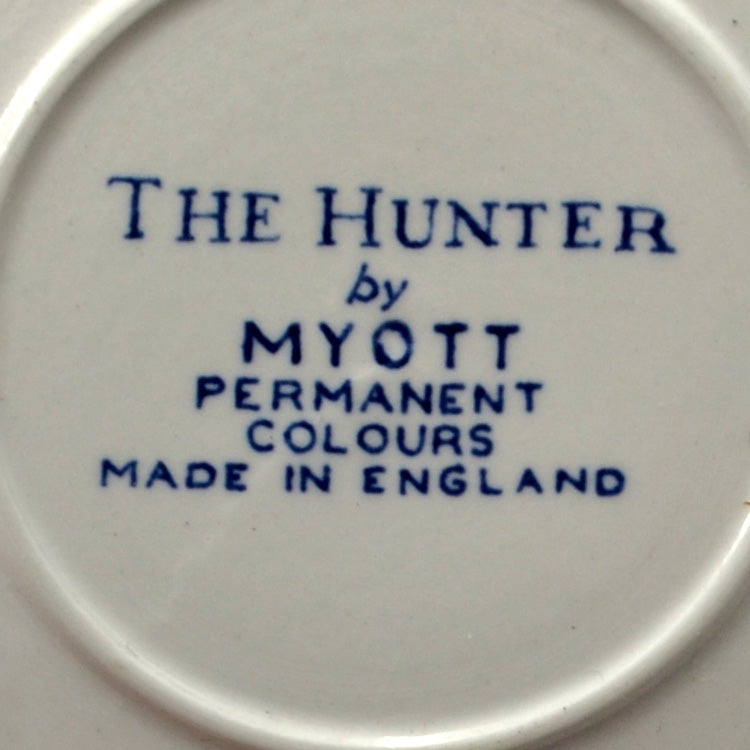 THE HUNTER
by
MYOTT
PERMANENT
COLOURS
MADE IN ENGLAND